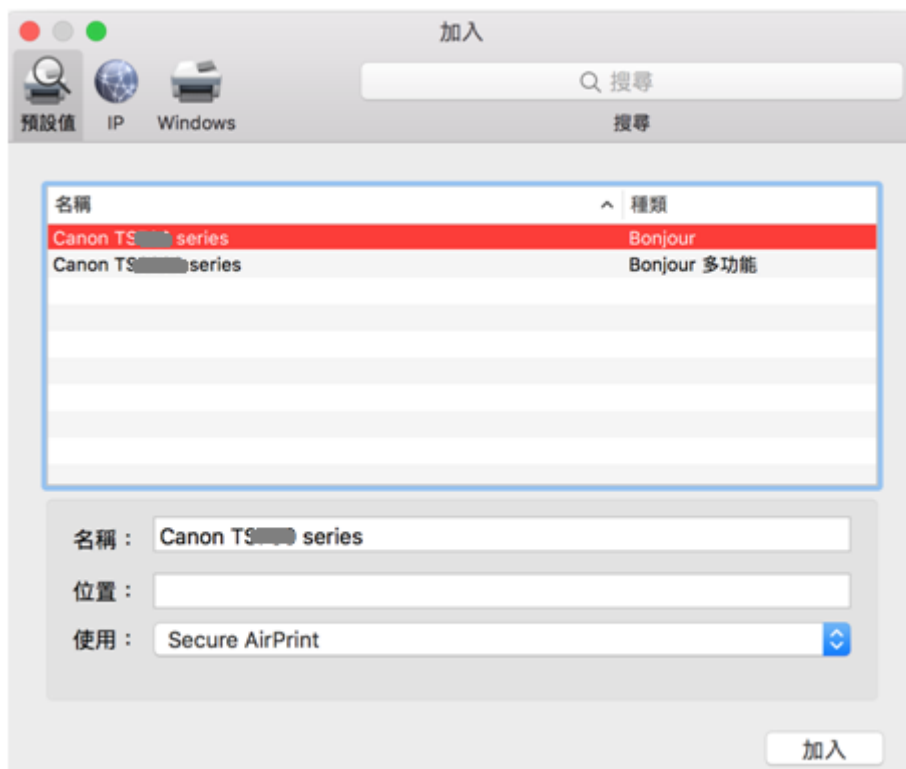 加入
預設值 IP Windows
搜尋
搜尋
名稱 種類
Canon TS series Bonjour
Canon TS series Bonjour 多功能
名稱： Canon TS series
位置：
使用： Secure AirPrint
加入